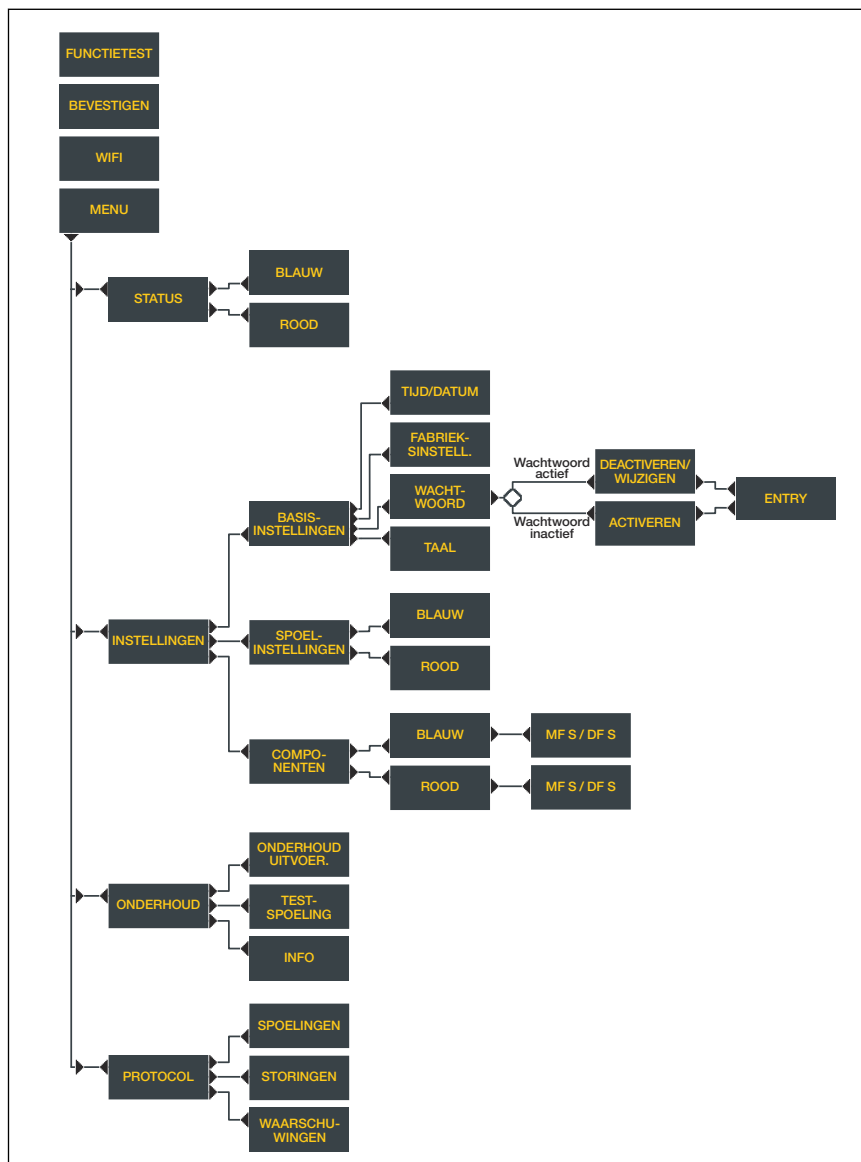 FUNCTIETEST
BEVESTIGEN
WIFI
MENU
STATUS
BLAUW
ROOD
INSTELLINGEN
BASIS-
INSTELLINGEN
TIJD/DATUM
FABRIEK-
SINSTELL.
WACHT-
WOORD
Wachtwoord
actief
DEACTIVEREN/
WIJZIGEN
Wachtwoord
inactief
ACTIVEREN
ENTRY
TAAL
SPOEL-
INSTELLINGEN
BLAUW
ROOD
COMPO-
NENTEN
BLAUW
MF S / DF S
ROOD
MF S / DF S
ONDERHOUD
ONDERHOUD
UITVOER.
TEST-
SPOELING
INFO
PROTOCOL
SPOELINGEN
STORINGEN
WAARSCHU-
WINGEN